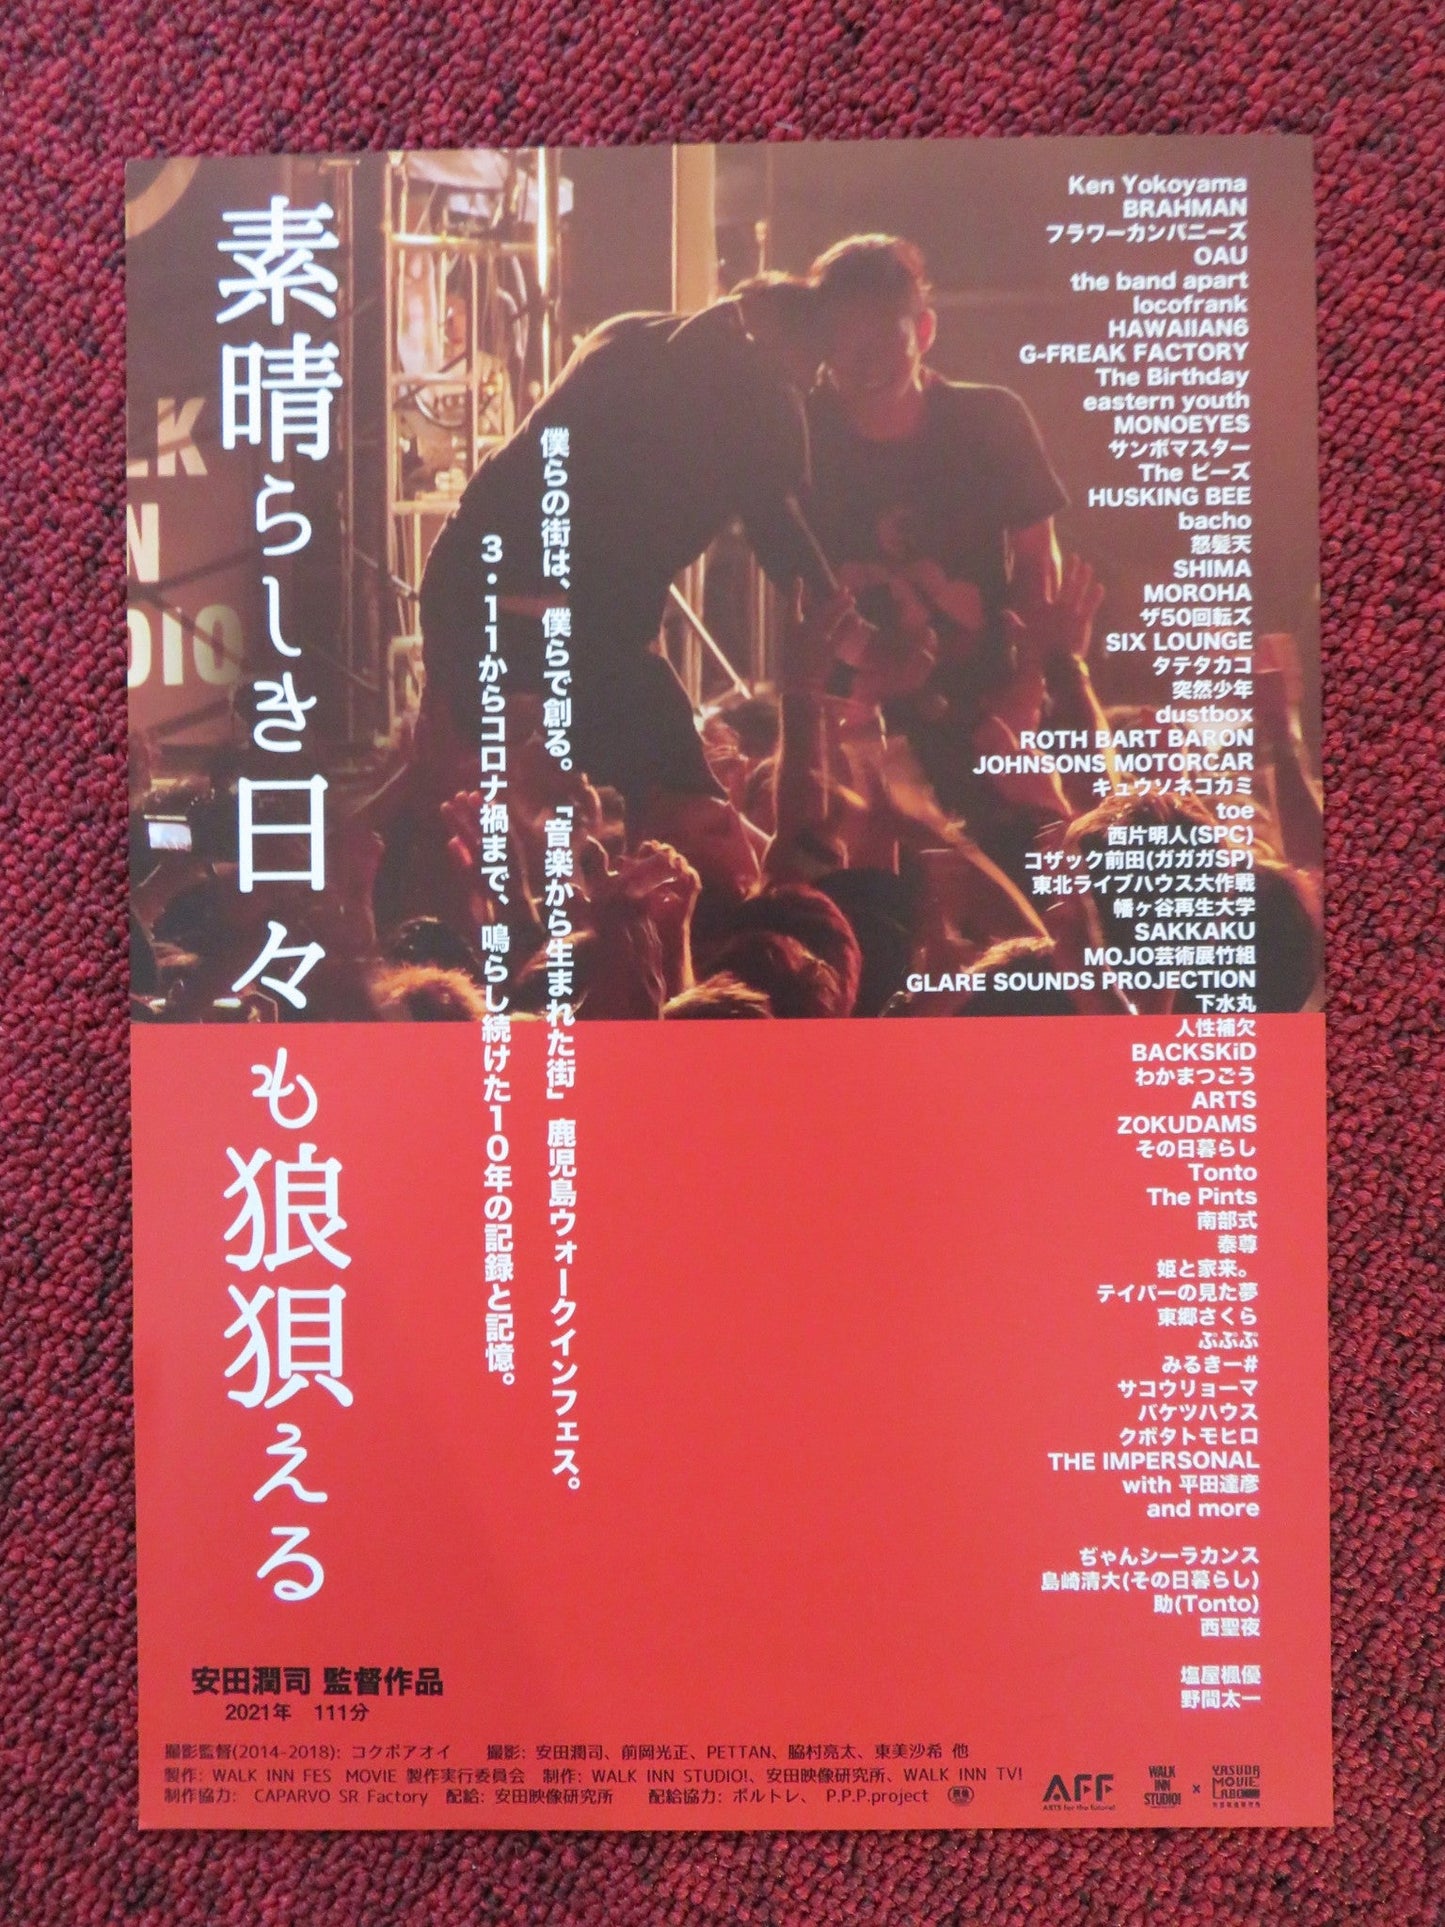 素晴らしき日々も狼狽える
僕らの街は、僕らで創る。「音楽から生まれた街」鹿児島ウォークインフェス。
3・11からコロナ禍まで、鳴らし続けた10年の記録と記憶。
Ken Yokoyama
BRAHMAN
フラワーカンパニーズ
OAU
the band apart
locofrank
HAWAIIAN6
G-FREAK FACTORY
The Birthday
eastern youth
MONOEYES
サンボマスター
The ピーズ
HUSKING BEE
bacho
怒髪天
SHIMA
MOROHA
ザ50回転ズ
SIX LOUNGE
タテタカコ
突然少年
dustbox
ROTH BART BARON
JOHNSONS MOTORCAR
キュウソネコカミ
toe
西片明人(SPC)
コザック前田(ガガガSP)
東北ライブハウス大作戦
幡ヶ谷再生大学
SAKKAKU
MOJO芸術展竹組
GLARE SOUNDS PROJECTION
下水丸
人性補欠
BACKSKiD
わかまつごう
ARTS
ZOKUDAMS
その日暮らし
Tonto
The Pints
南部式
泰尊
姫と家来。
テイパーの見た夢
東郷さくら
ぷぷぷ
みるきー#
サコウリョーマ
バケツハウス
クボタトモヒロ
THE IMPERSONAL
with 平田達彦
and more
ぢゃんシーラカンス
島崎清大(その日暮らし)
助(Tonto)
西聖夜
塩屋楓優
野間太一
安田潤司 監督作品
2021年 111分
撮影監督(2014-2018): コクボアオイ 撮影: 安田潤司、前岡光正、PETTAN、脇村亮太、東美沙希 他
製作: WALK INN FES MOVIE 製作実行委員会 制作: WALK INN STUDIO!、安田映像研究所、WALK INN TV!
制作協力: CAPARVO SR Factory 配給: 安田映像研究所 配給協力: ボルトレ、P.P.P.project
AFF
ARTS for the future!
WALK INN STUDIO!
×
YASUDA MOVIE LABO